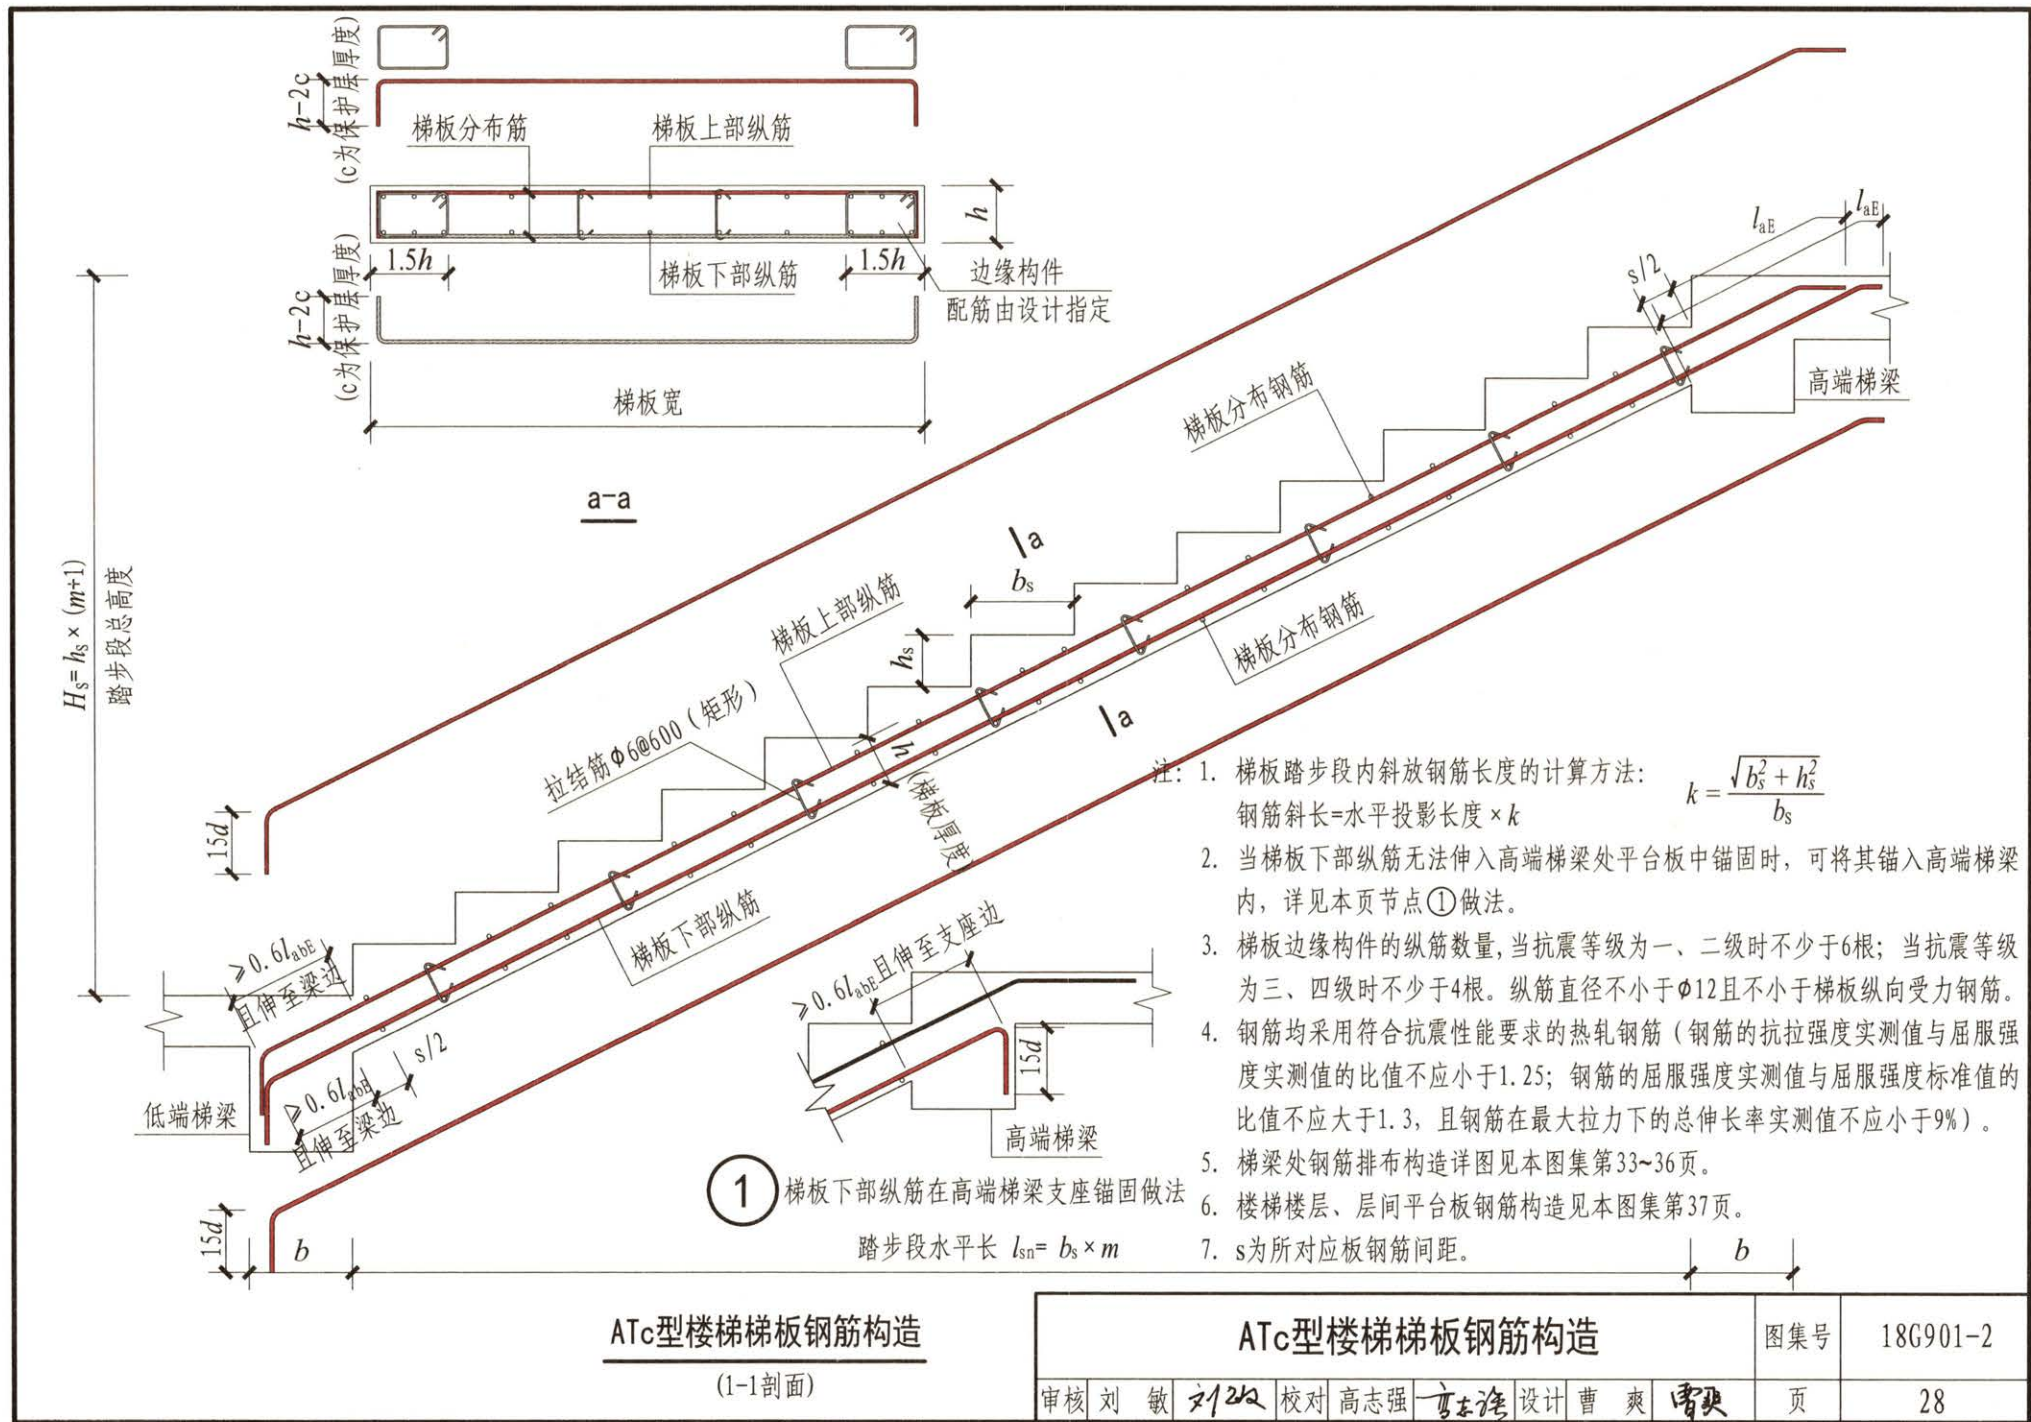 h-2c
(c为保护层厚度)
梯板分布筋
梯板上部纵筋
h
1.5h
1.5h
梯板下部纵筋
边缘构件
配筋由设计指定
h-2c
(c为保护层厚度)
梯板宽
a-a
Hs=hs×(m+1)
踏步段总高度
laE
laE
s/2
高端梯梁
梯板分布钢筋
a
bs
梯板上部纵筋
hs
梯板分布钢筋
a
拉结筋Φ6@600（矩形）
h
(梯板厚度)
15d
梯板下部纵筋
≥0.6labE
且伸至梁边
s/2
≥0.6labE
且伸至梁边
低端梯梁
15d
b
≥0.6labE且伸至支座边
15d
高端梯梁
1 梯板下部纵筋在高端梯梁支座锚固做法
踏步段水平长 lsn=bs×m
b
注: 1. 梯板踏步段内斜放钢筋长度的计算方法:
钢筋斜长=水平投影长度×k
k=√(bs²+hs²)/bs
2. 当梯板下部纵筋无法伸入高端梯梁处平台板中锚固时，可将其锚入高端梯梁
内，详见本页节点①做法。
3. 梯板边缘构件的纵筋数量,当抗震等级为一、二级时不少于6根；当抗震等级
为三、四级时不少于4根。纵筋直径不小于Φ12且不小于梯板纵向受力钢筋。
4. 钢筋均采用符合抗震性能要求的热轧钢筋（钢筋的抗拉强度实测值与屈服强
度实测值的比值不应小于1.25；钢筋的屈服强度实测值与屈服强度标准值的
比值不应大于1.3，且钢筋在最大拉力下的总伸长率实测值不应小于9%）。
5. 梯梁处钢筋排布构造详图见本图集第33~36页。
6. 楼梯楼层、层间平台板钢筋构造见本图集第37页。
7. s为所对应板钢筋间距。
ATc型楼梯梯板钢筋构造
(1-1剖面)
ATc型楼梯梯板钢筋构造 图集号 18G901-2
审核 刘 敏 刘敏 校对 高志强 高志强 设计 曹 爽 曹爽 页 28